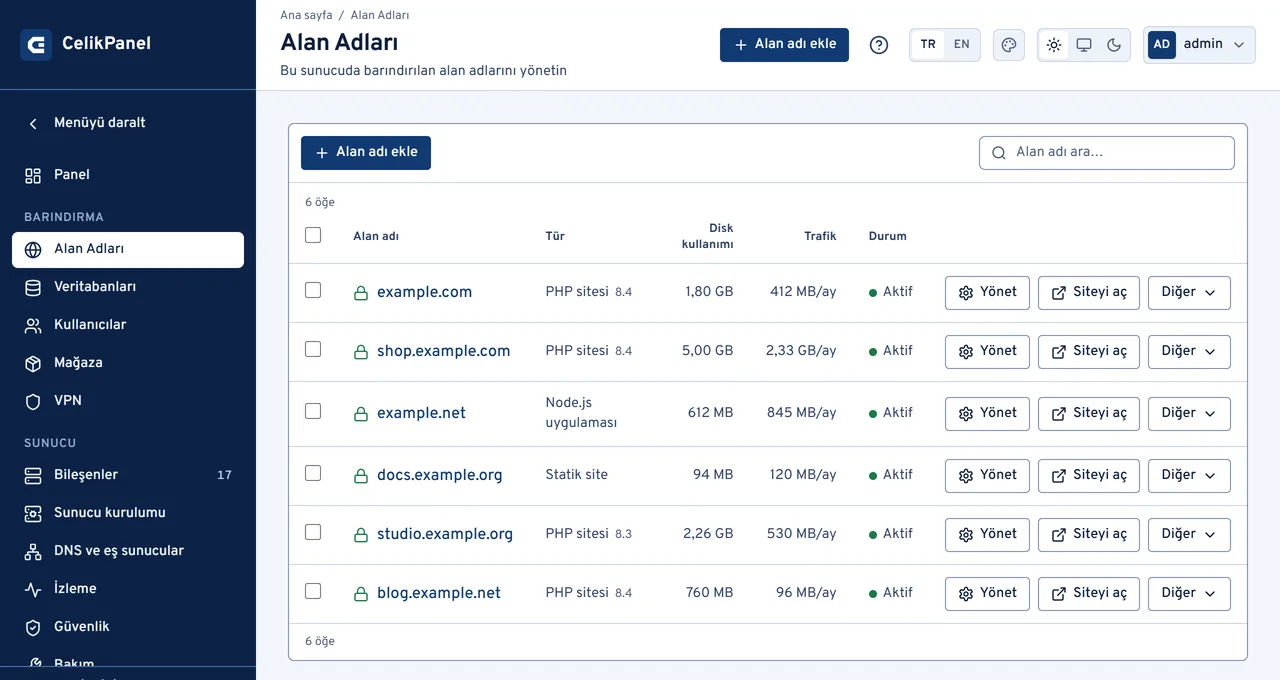 CelikPanel
Menüyü daralt
Panel
BARINDIRMA
Alan Adları
Veritabanları
Kullanıcılar
Mağaza
VPN
SUNUCU
Bileşenler 17
Sunucu kurulumu
DNS ve eş sunucular
İzleme
Güvenlik
Bakım
Ana sayfa / Alan Adları
Alan Adları
Bu sunucuda barındırılan alan adlarını yönetin
+ Alan adı ekle
TR EN
AD admin
+ Alan adı ekle
Alan adı ara...
6 öğe
Alan adı Tür Disk kullanımı Trafik Durum
example.com PHP sitesi 8.4 1,80 GB 412 MB/ay Aktif Yönet Siteyi aç Diğer
shop.example.com PHP sitesi 8.4 5,00 GB 2,33 GB/ay Aktif Yönet Siteyi aç Diğer
example.net Node.js uygulaması 612 MB 845 MB/ay Aktif Yönet Siteyi aç Diğer
docs.example.org Statik site 94 MB 120 MB/ay Aktif Yönet Siteyi aç Diğer
studio.example.org PHP sitesi 8.3 2,26 GB 530 MB/ay Aktif Yönet Siteyi aç Diğer
blog.example.net PHP sitesi 8.4 760 MB 96 MB/ay Aktif Yönet Siteyi aç Diğer
6 öğe